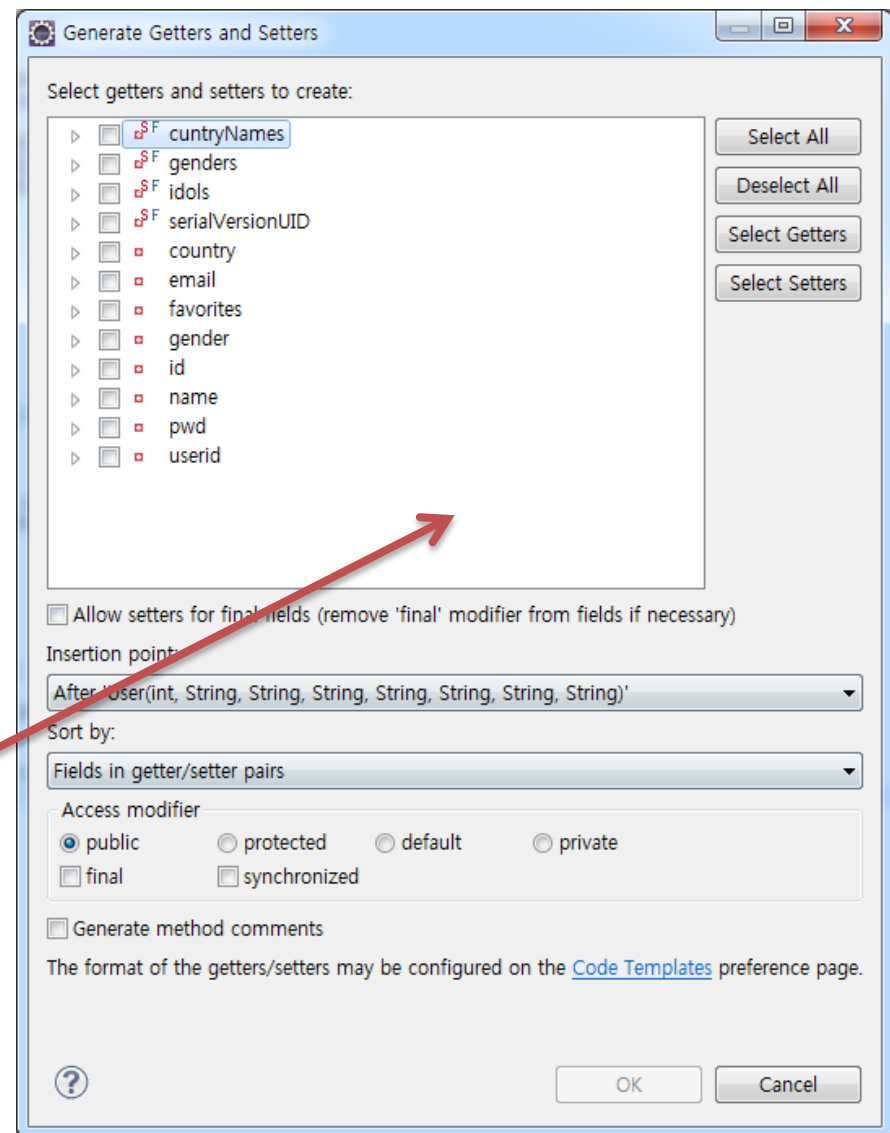 Generate Getters and Setters
Select getters and setters to create:
cuntryNames
genders
idols
serialVersionUID
country
email
favorites
gender
id
name
pwd
userid
Select All
Deselect All
Select Getters
Select Setters
Allow setters for final fields (remove 'final' modifier from fields if necessary)
Insertion point:
After 'User(int, String, String, String, String, String, String, String)'
Sort by:
Fields in getter/setter pairs
Access modifier
public protected default private
final synchronized
Generate method comments
The format of the getters/setters may be configured on the Code Templates preference page.
OK Cancel